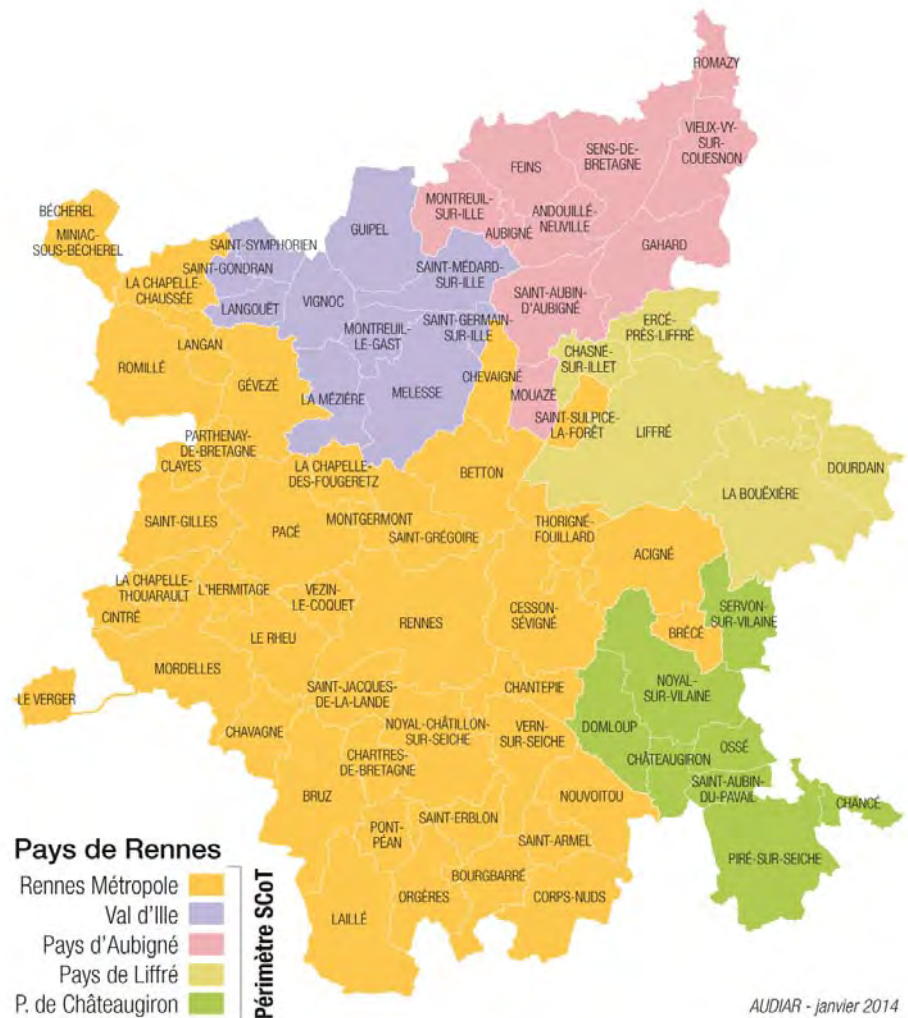 ROMAZY
VIEUX-VY-
SUR-
COUESNON
SENS-DE-
BRETAGNE
FEINS
MONTREUIL-
SUR-ILLE
ANDOUILLÉ-
NEUVILLE
AUBIGNÉ
GAHARD
BÉCHEREL
MINIAC-
SOUS-BÉCHEREL
GUIPEL
SAINT-SYMPHORIEN
SAINT-GONDRAN
SAINT-MÉDARD-
SUR-ILLE
LA CHAPELLE-
CHAUSSÉE
LANGOUËT
VIGNOC
SAINT-AUBIN-
D'AUBIGNÉ
ERCÉ-
PRÈS-LIFFRÉ
MONTREUIL-
LE-GAST
SAINT-GERMAIN-
SUR-ILLE
CHASNÉ-
SUR-ILLET
LANGAN
ROMILLÉ
GÉVEZÉ
CHEVAIGNÉ
LA MÉZIÈRE
MELESSE
MOUAZÉ
SAINT-SULPICE-
LA-FORÊT
LIFFRÉ
PARTHENAY-
DE-BRETAGNE
CLAYES
LA CHAPELLE-
DES-FOUGERETZ
BETTON
DOURDAIN
LA BOUËXIÈRE
SAINT-GILLES
PACÉ
MONTGERMONT
SAINT-GRÉGOIRE
THORIGNÉ-
FOUILLARD
ACIGNÉ
LA CHAPELLE-
THOUARAULT
L'HERMITAGE
VEZIN-
LE-COQUET
CINTRÉ
LE RHEU
RENNES
CESSON-
SÉVIGNÉ
SERVON-
SUR-VILAINE
BRÉCÉ
MORDELLES
LE VERGER
SAINT-JACQUES-
DE-LA-LANDE
CHANTEPIE
NOYAL-
SUR-VILAINE
CHAVAGNE
NOYAL-CHÂTILLON-
SUR-SEICHE
VERN-
SUR-SEICHE
DOMLOUP
CHARTRES-
DE-BRETAGNE
CHÂTEAUGIRON
OSSÉ
SAINT-AUBIN-
DU-PAVAIL
BRUZ
NOUVOITOU
CHANCÉ
PONT-
PÉAN
SAINT-ERBLON
SAINT-ARMEL
PIRÉ-SUR-SEICHE
BOURGBARRÉ
ORGÈRES
CORPS-NUDS
LAILLÉ
Pays de Rennes
Rennes Métropole
Val d'Ille
Pays d'Aubigné
Pays de Liffré
P. de Châteaugiron
Périmètre SCoT
AUDIAR - janvier 2014